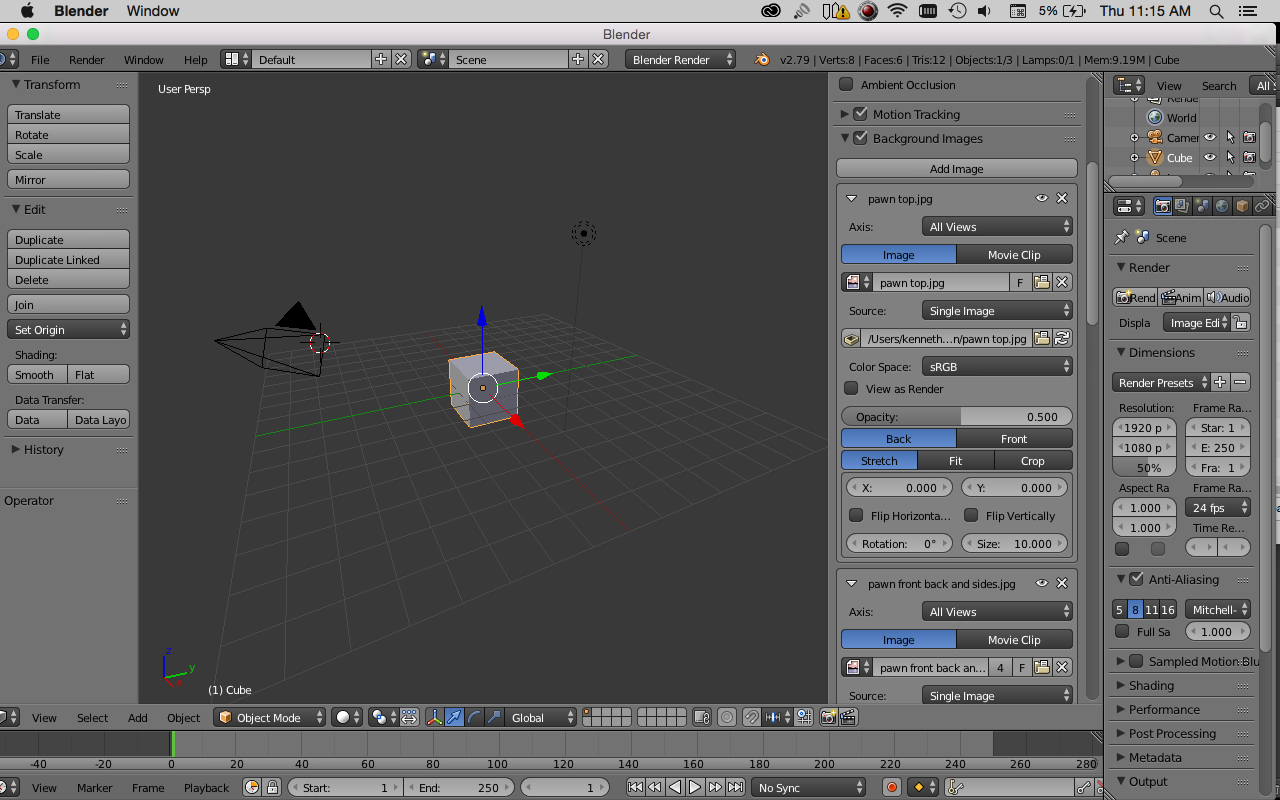 Blender Window 5% Thu 11:15 AM
Blender
File Render Window Help Default Scene Blender Render v2.79 | Verts:8 | Faces:6 | Tris:12 | Objects:1/3 | Lamps:0/1 | Mem:9.19M | Cube
Transform
Translate
Rotate
Scale
Mirror
Edit
Duplicate
Duplicate Linked
Delete
Join
Set Origin
Shading:
Smooth Flat
Data Transfer:
Data Data Layo
History
Operator
User Persp
z
y
(1) Cube
Ambient Occlusion
Motion Tracking
Background Images
Add Image
pawn top.jpg
Axis: All Views
Image Movie Clip
pawn top.jpg F
Source: Single Image
/Users/kenneth...n/pawn top.jpg
Color Space: sRGB
View as Render
Opacity: 0.500
Back Front
Stretch Fit Crop
X: 0.000 Y: 0.000
Flip Horizonta... Flip Vertically
Rotation: 0° Size: 10.000
pawn front back and sides.jpg
Axis: All Views
Image Movie Clip
pawn front back an... 4 F
Source: Single Image
View Search All S
World
Camer
Cube
Scene
Render
Rend Anim Audio
Displa Image Edi
Dimensions
Render Presets
Resolution: Frame Ra...
1920 p Star: 1
1080 p E: 250
50% Fra: 1
Aspect Ra Frame Ra...
1.000 24 fps
1.000 Time Re...
Anti-Aliasing
5 8 11 16 Mitchell-
Full Sa 1.000
Sampled Motion Blu
Shading
Performance
Post Processing
Metadata
Output
View Select Add Object Object Mode Global
-40 -20 0 20 40 60 80 100 120 140 160 180 200 220 240 260 280
View Marker Frame Playback Start: 1 End: 250 1 No Sync